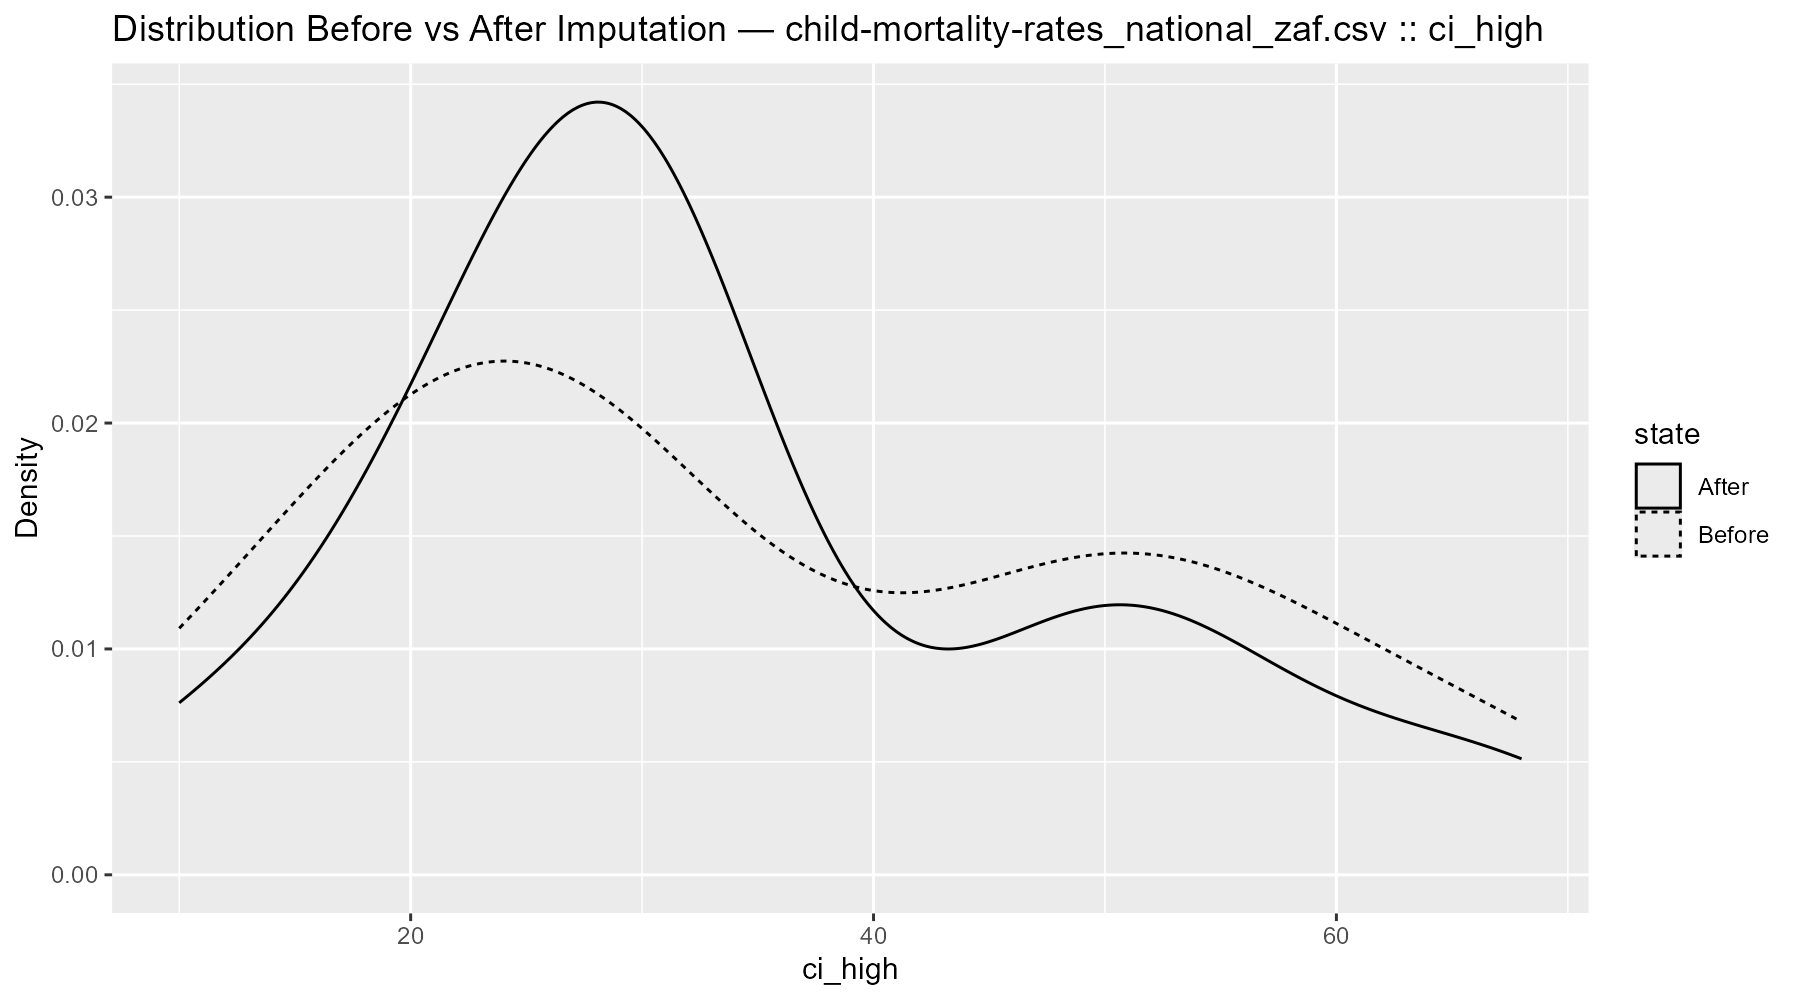 Distribution Before vs After Imputation — child-mortality-rates_national_zaf.csv :: ci_high
0.03
0.02
0.01
0.00
Density
20
40
60
ci_high
state
After
Before